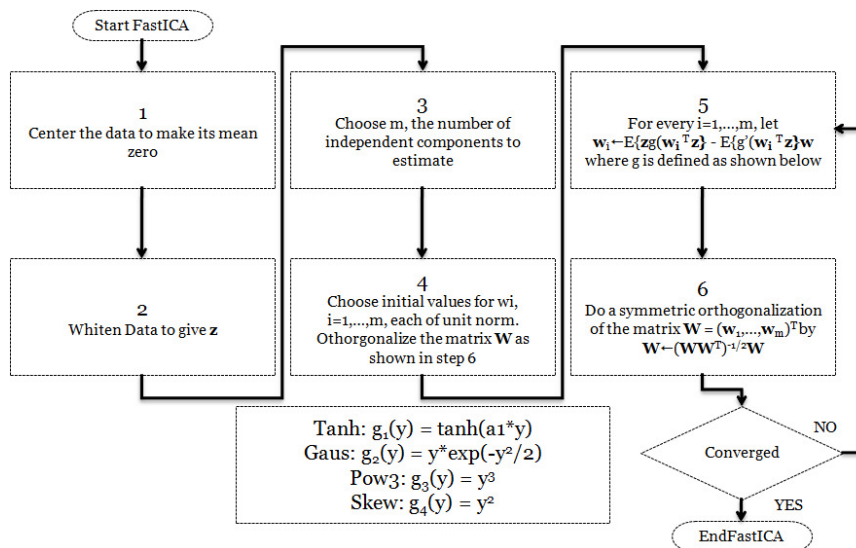 Start FastICA
1
Center the data to make its mean
zero
2
Whiten Data to give z
3
Choose m, the number of
independent components to
estimate
4
Choose initial values for wi,
i=1,...,m, each of unit norm.
Othorgonalize the matrix W as
shown in step 6
5
For every i=1,...,m, let
wᵢ←E{zg(wᵢᵀz} - E{g'(wᵢᵀz}w
where g is defined as shown below
6
Do a symmetric orthogonalization
of the matrix W = (w₁,...,wₘ)ᵀ by
W←(WWᵀ)⁻¹/²W
Tanh: g₁(y) = tanh(a1*y)
Gaus: g₂(y) = y*exp(-y²/2)
Pow3: g₃(y) = y³
Skew: g₄(y) = y²
Converged
NO
YES
EndFastICA